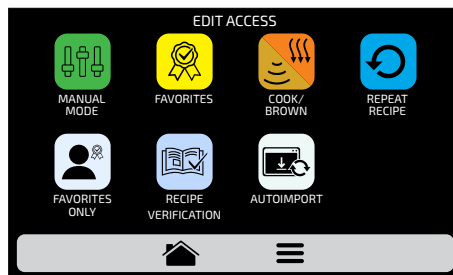 EDIT ACCESS
MANUAL
MODE
FAVORITES
COOK/
BROWN
REPEAT
RECIPE
FAVORITES
ONLY
RECIPE
VERIFICATION
AUTOIMPORT